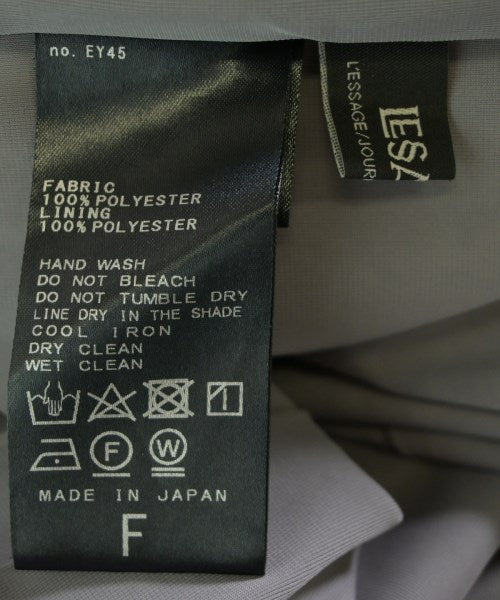 no. EY45
FABRIC
100% POLYESTER
LINING
100% POLYESTER
HAND WASH
DO NOT BLEACH
DO NOT TUMBLE DRY
LINE DRY IN THE SHADE
COOL IRON
DRY CLEAN
WET CLEAN
F
W
MADE IN JAPAN
F
LESA
L'ESSAGE/JOUR